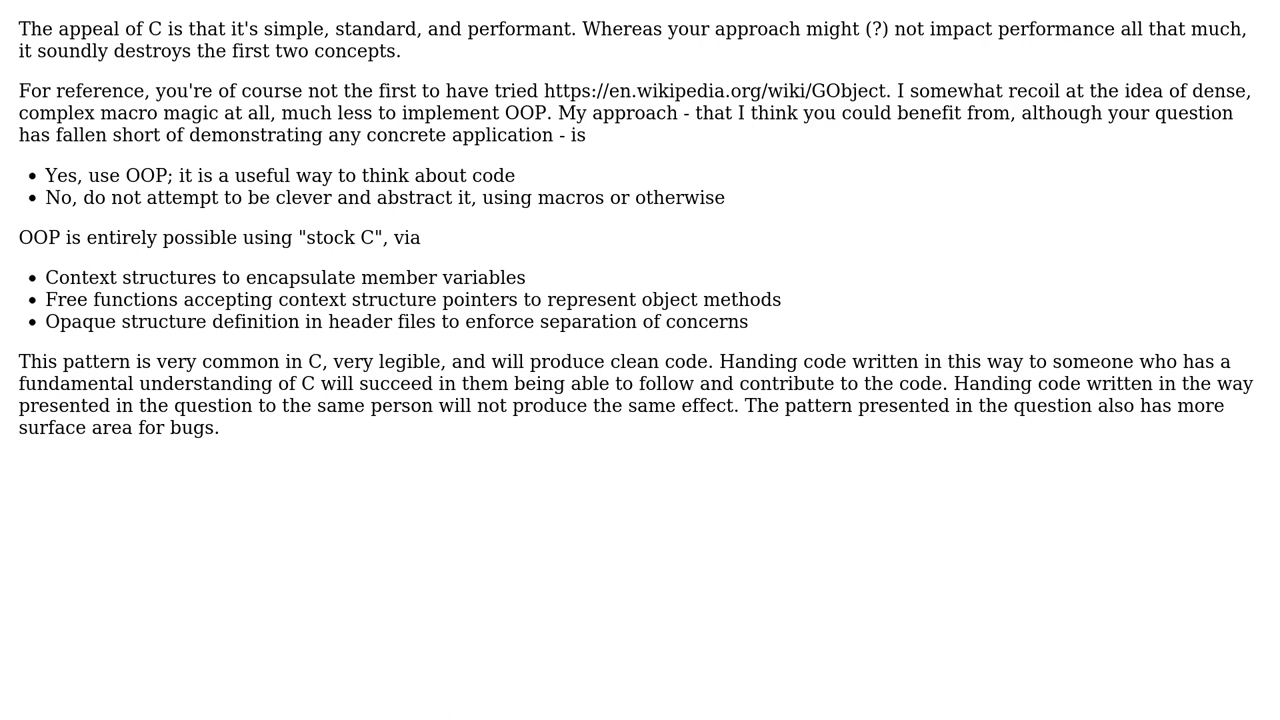 The appeal of C is that it's simple, standard, and performant. Whereas your approach might (?) not impact performance all that much,
it soundly destroys the first two concepts.
For reference, you're of course not the first to have tried https://en.wikipedia.org/wiki/GObject. I somewhat recoil at the idea of dense,
complex macro magic at all, much less to implement OOP. My approach - that I think you could benefit from, although your question
has fallen short of demonstrating any concrete application - is
• Yes, use OOP; it is a useful way to think about code
• No, do not attempt to be clever and abstract it, using macros or otherwise
OOP is entirely possible using "stock C", via
• Context structures to encapsulate member variables
• Free functions accepting context structure pointers to represent object methods
• Opaque structure definition in header files to enforce separation of concerns
This pattern is very common in C, very legible, and will produce clean code. Handing code written in this way to someone who has a
fundamental understanding of C will succeed in them being able to follow and contribute to the code. Handing code written in the way
presented in the question to the same person will not produce the same effect. The pattern presented in the question also has more
surface area for bugs.